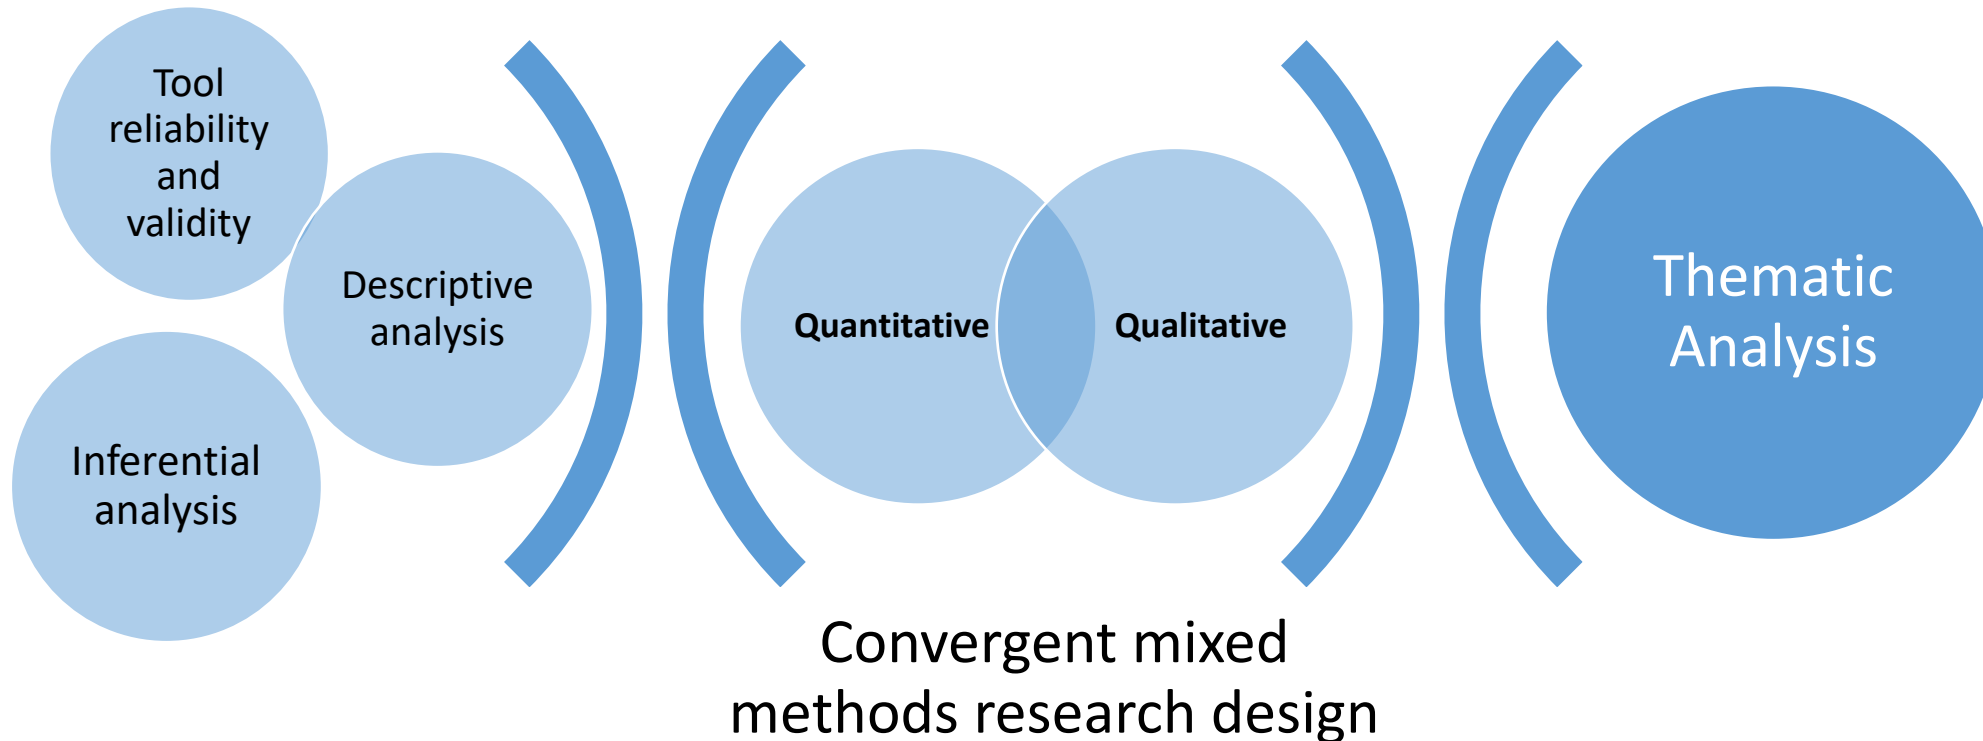 Tool
reliability
and
validity
Descriptive
analysis
Inferential
analysis
Quantitative
Qualitative
Thematic
Analysis
Convergent mixed
methods research design